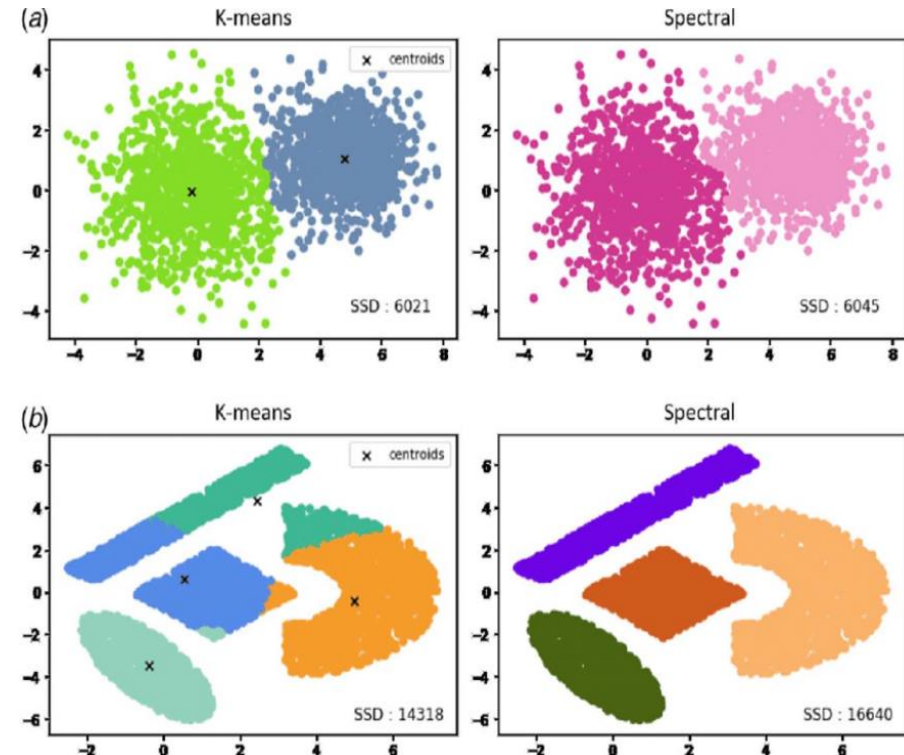 (a)
K-means
Spectral
centroids
4
2
0
−2
−4
SSD : 6021
−4 −2 0 2 4 6 8
4
2
0
−2
−4
SSD : 6045
−4 −2 0 2 4 6 8
(b)
K-means
Spectral
centroids
6
4
2
0
−2
−4
−6
SSD : 14318
−2 0 2 4 6
6
4
2
0
−2
−4
−6
SSD : 16640
−2 0 2 4 6